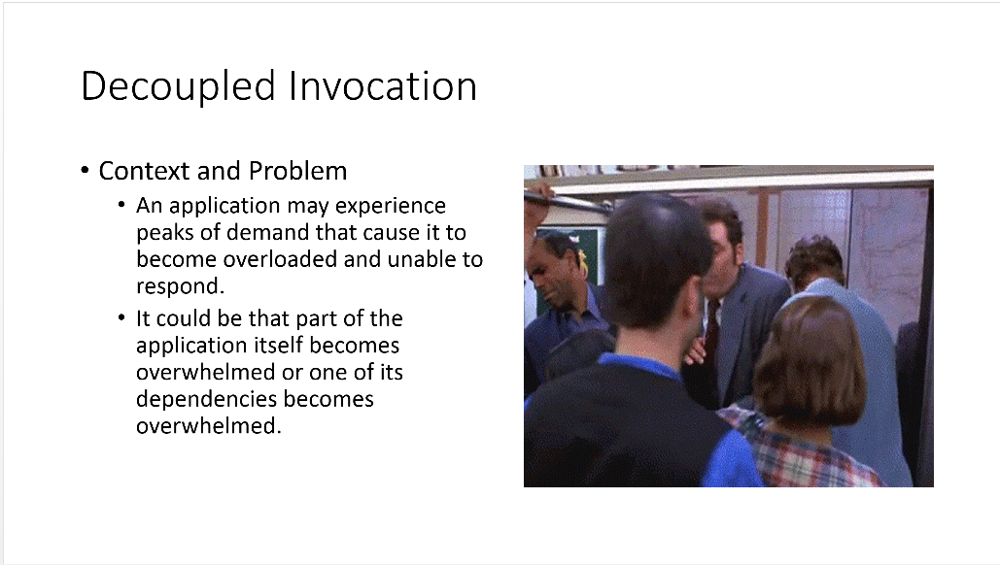 Decoupled Invocation
• Context and Problem
• An application may experience
peaks of demand that cause it to
become overloaded and unable to
respond.
• It could be that part of the
application itself becomes
overwhelmed or one of its
dependencies becomes
overwhelmed.